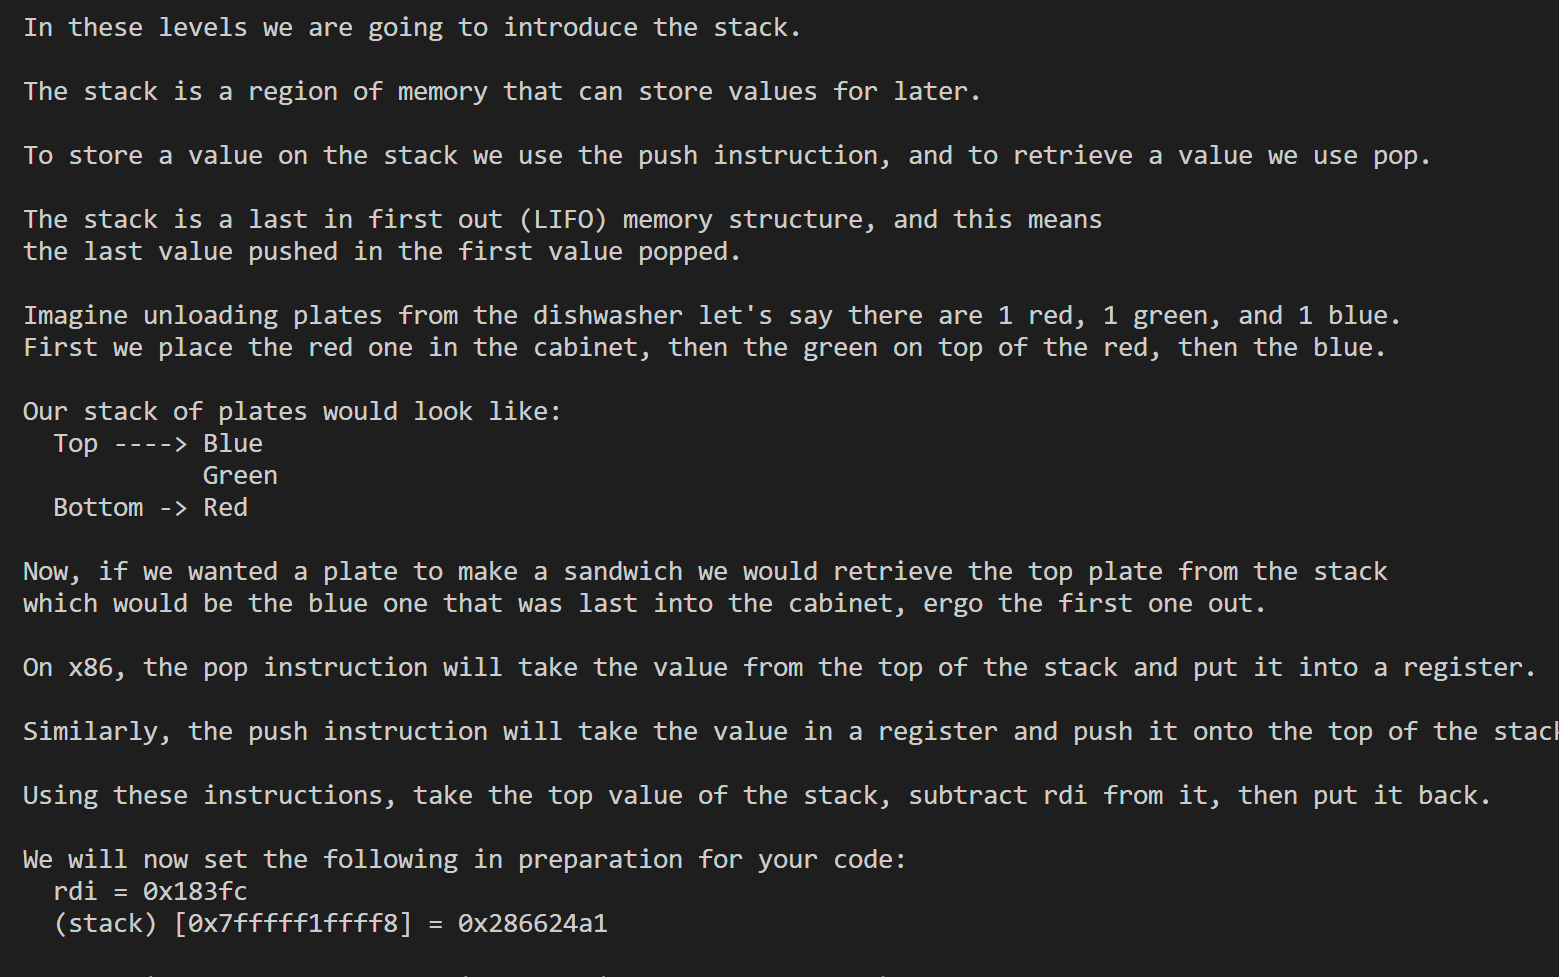 In these levels we are going to introduce the stack.
The stack is a region of memory that can store values for later.
To store a value on the stack we use the push instruction, and to retrieve a value we use pop.
The stack is a last in first out (LIFO) memory structure, and this means
the last value pushed in the first value popped.
Imagine unloading plates from the dishwasher let's say there are 1 red, 1 green, and 1 blue.
First we place the red one in the cabinet, then the green on top of the red, then the blue.
Our stack of plates would look like:
Top ----> Blue
Green
Bottom -> Red
Now, if we wanted a plate to make a sandwich we would retrieve the top plate from the stack
which would be the blue one that was last into the cabinet, ergo the first one out.
On x86, the pop instruction will take the value from the top of the stack and put it into a register.
Similarly, the push instruction will take the value in a register and push it onto the top of the stack
Using these instructions, take the top value of the stack, subtract rdi from it, then put it back.
We will now set the following in preparation for your code:
rdi = 0x183fc
(stack) [0x7fffff1ffff8] = 0x286624a1